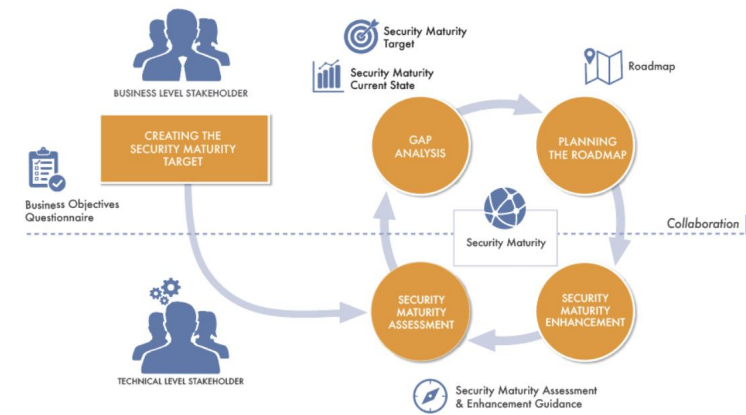 BUSINESS LEVEL STAKEHOLDER
CREATING THE
SECURITY MATURITY
TARGET
Business Objectives
Questionnaire
Security Maturity
Target
Security Maturity
Current State
Roadmap
GAP
ANALYSIS
PLANNING
THE ROADMAP
Collaboration
Security Maturity
SECURITY
MATURITY
ASSESSMENT
SECURITY
MATURITY
ENHANCEMENT
TECHNICAL LEVEL STAKEHOLDER
Security Maturity Assessment
& Enhancement Guidance